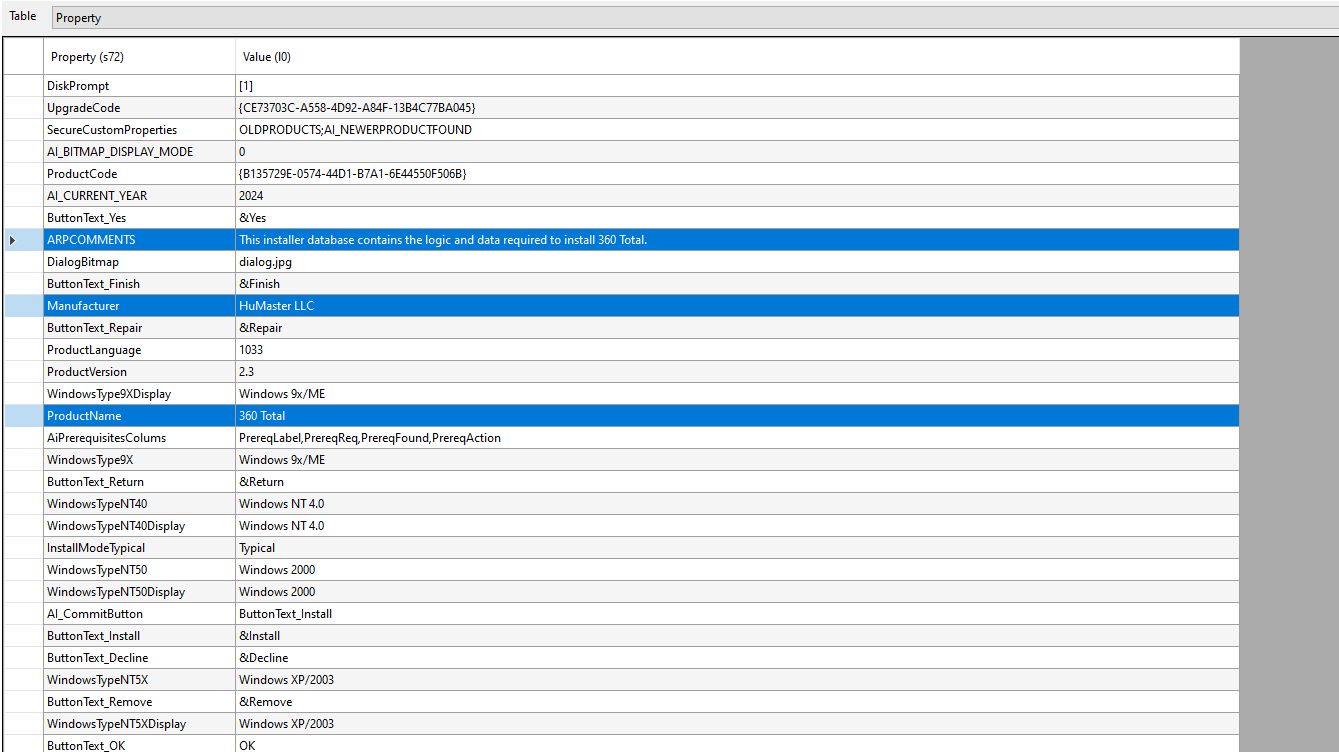 Table Property
Property (s72) Value (l0)
DiskPrompt [1]
UpgradeCode {CE73703C-A558-4D92-A84F-13B4C77BA045}
SecureCustomProperties OLDPRODUCTS;AI_NEWERPRODUCTFOUND
AI_BITMAP_DISPLAY_MODE 0
ProductCode {B135729E-0574-44D1-B7A1-6E44550F506B}
AI_CURRENT_YEAR 2024
ButtonText_Yes &Yes
ARPCOMMENTS This installer database contains the logic and data required to install 360 Total.
DialogBitmap dialog.jpg
ButtonText_Finish &Finish
Manufacturer HuMaster LLC
ButtonText_Repair &Repair
ProductLanguage 1033
ProductVersion 2.3
WindowsType9XDisplay Windows 9x/ME
ProductName 360 Total
AiPrerequisitesColums PrereqLabel,PrereqReq,PrereqFound,PrereqAction
WindowsType9X Windows 9x/ME
ButtonText_Return &Return
WindowsTypeNT40 Windows NT 4.0
WindowsTypeNT40Display Windows NT 4.0
InstallModeTypical Typical
WindowsTypeNT50 Windows 2000
WindowsTypeNT50Display Windows 2000
AI_CommitButton ButtonText_Install
ButtonText_Install &Install
ButtonText_Decline &Decline
WindowsTypeNT5X Windows XP/2003
ButtonText_Remove &Remove
WindowsTypeNT5XDisplay Windows XP/2003
ButtonText_OK OK